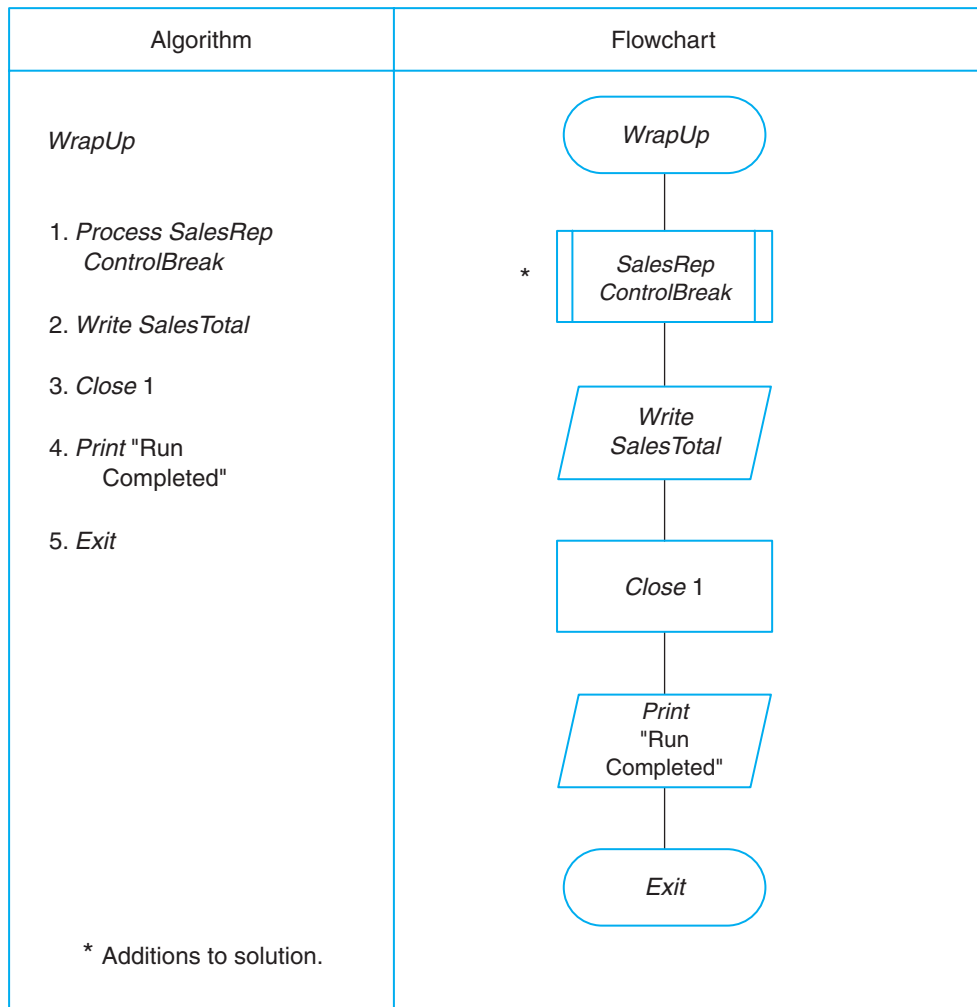 Algorithm
Flowchart
WrapUp
1. Process SalesRep
ControlBreak
2. Write SalesTotal
3. Close 1
4. Print "Run
Completed"
5. Exit
* Additions to solution.
WrapUp
*
SalesRep
ControlBreak
Write
SalesTotal
Close 1
Print
"Run
Completed"
Exit